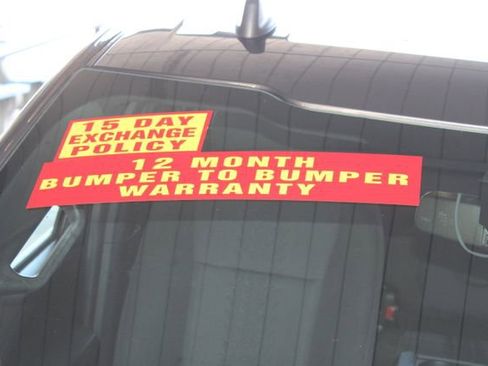 15 DAY
EXCHANGE
POLICY
12 MONTH
BUMPER TO BUMPER
WARRANTY